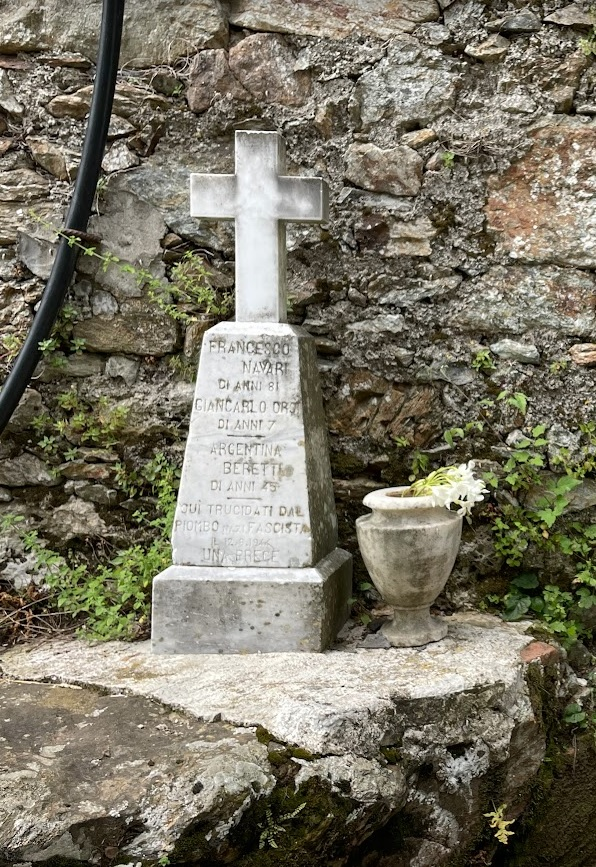 FRANCESCO
NAVARI
DI ANNI 81
GIANCARLO
DI ANNI 7
ARGENTINA
BERETTI
DI ANNI 45
QUI TRUCIDATI DAL
PIOMBO FASCISTA
IL
UNA PRECE